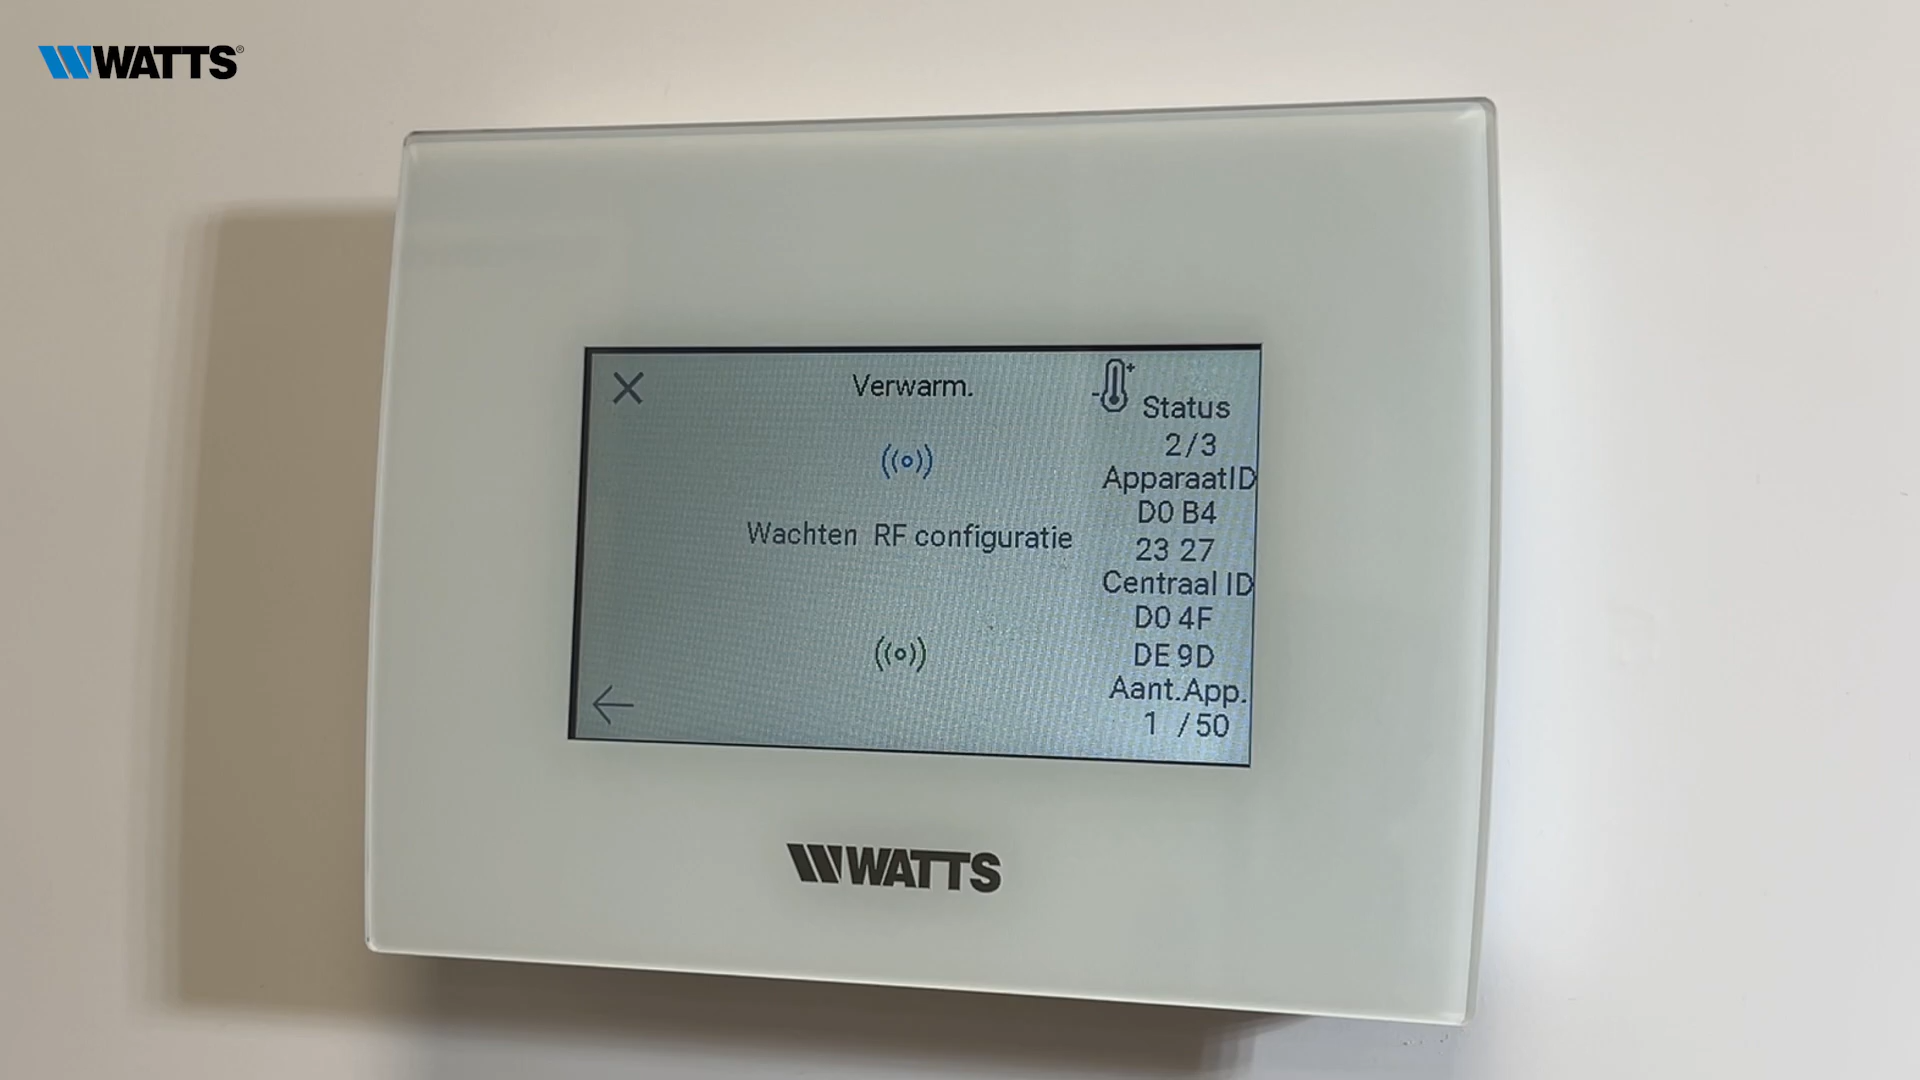 WATTS®
Verwarm.
Wachten RF configuratie
Status
2/3
ApparaatID
D0 B4
23 27
Centraal ID
D0 4F
DE 9D
Aant.App.
1 / 50
WATTS